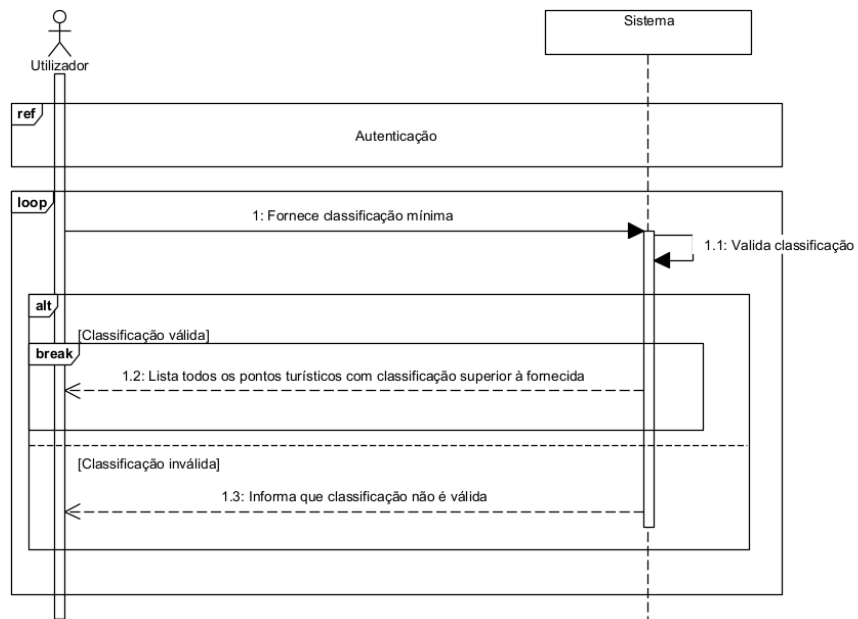 Sistema
Utilizador
ref
Autenticação
loop
1: Fornece classificação mínima
1.1: Valida classificação
alt
[Classificação válida]
break
1.2: Lista todos os pontos turísticos com classificação superior à fornecida
[Classificação inválida]
1.3: Informa que classificação não é válida